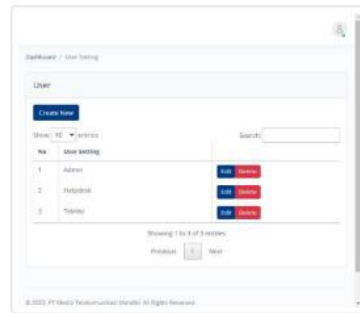 Dashboard / User Setting
User
Create New
Show 10 entries
Search:
No User Setting
1 Admin Edit Delete
2 Helpdesk Edit Delete
3 Teknisi Edit Delete
Showing 1 to 3 of 3 entries
Previous 1 Next
© 2023. PT Media Telekomunikasi Mandiri. All Rights Reserved.